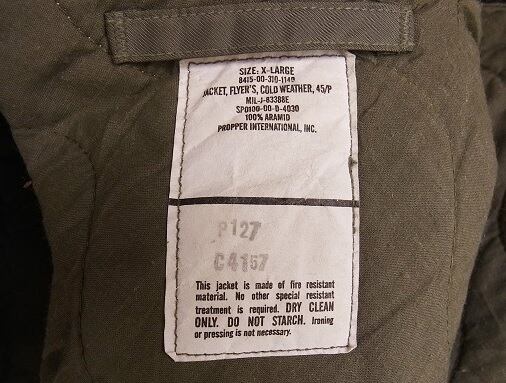 SIZE: X-LARGE
8415-00-310-1140
JACKET, FLYER'S, COLD WEATHER, 45/P
MIL-J-83388E
SP0100-00-D-4030
100% ARAMID
PROPPER INTERNATIONAL, INC.
P127
C4157
This jacket is made of fire resistant
material. No other special resistant
treatment is required. DRY CLEAN
ONLY. DO NOT STARCH. Ironing
or pressing is not necessary.